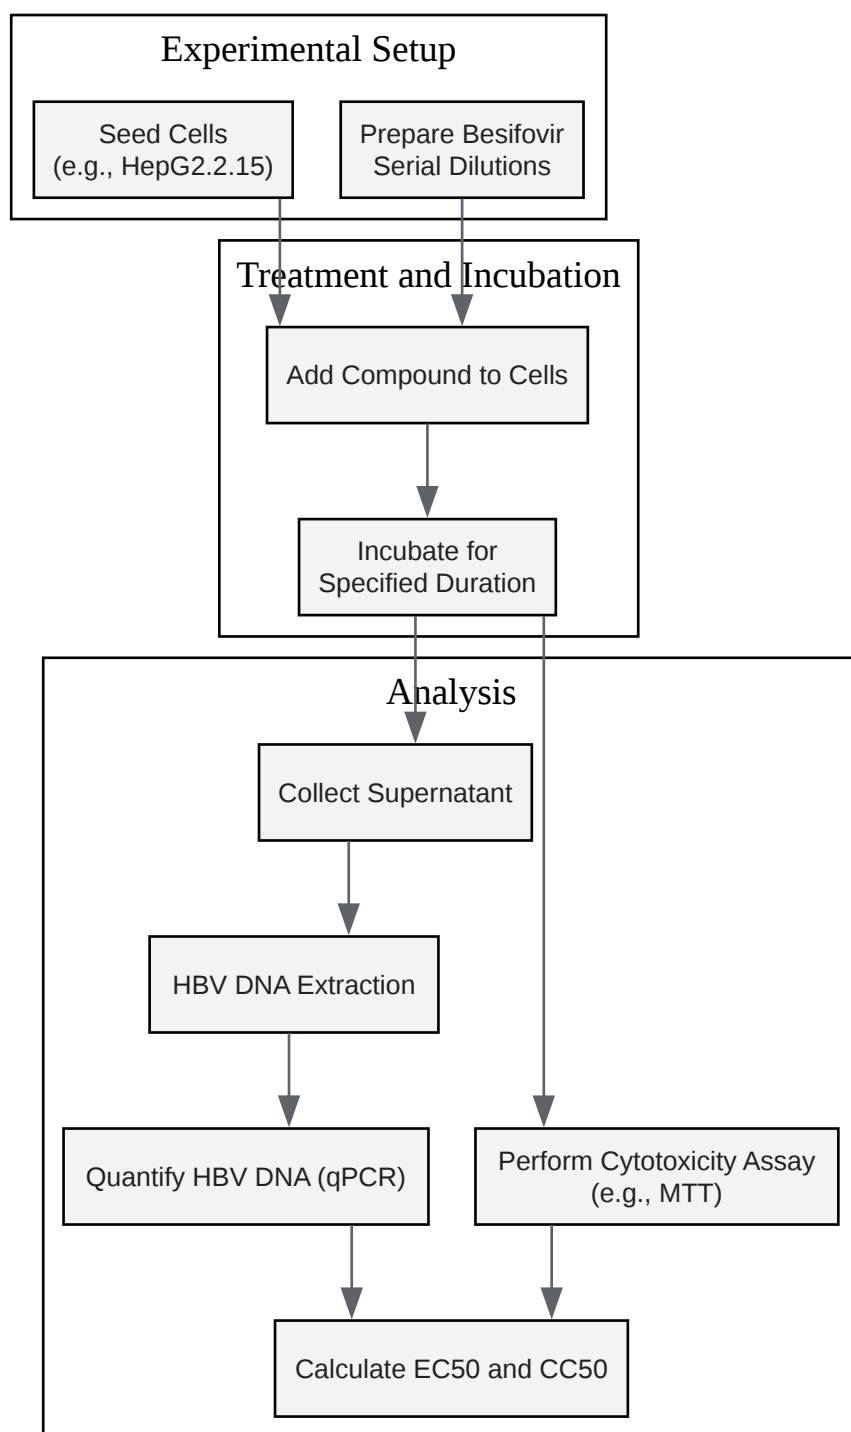 Experimental Setup
Seed Cells
(e.g., HepG2.2.15)
Prepare Besifovir
Serial Dilutions
Treatment and Incubation
Add Compound to Cells
Incubate for
Specified Duration
Analysis
Collect Supernatant
HBV DNA Extraction
Quantify HBV DNA (qPCR)
Perform Cytotoxicity Assay
(e.g., MTT)
Calculate EC50 and CC50